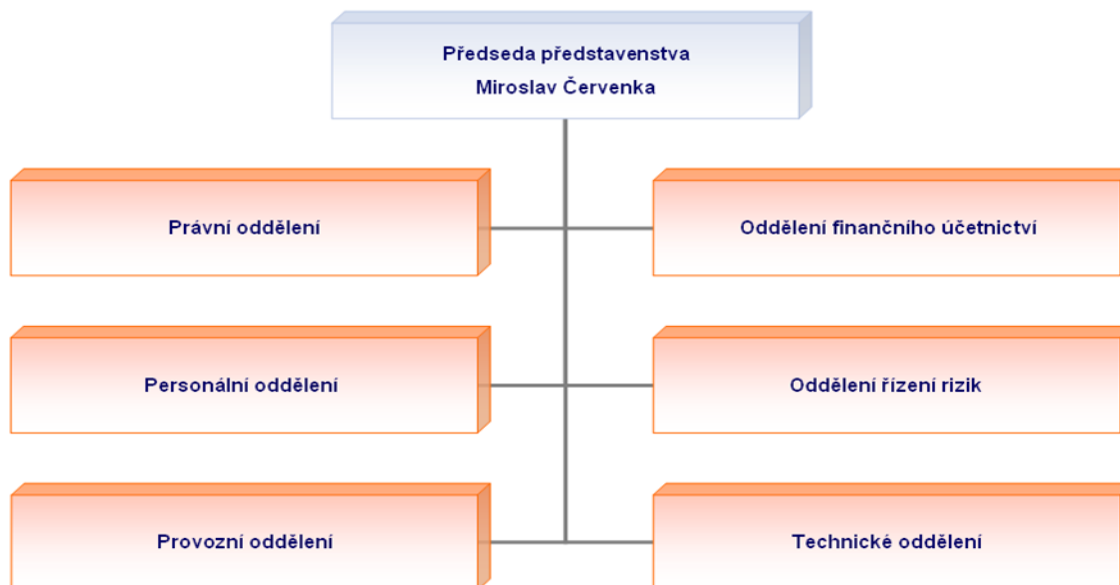 Předseda představenstva
Miroslav Červenka
Právní oddělení
Oddělení finančního účetnictví
Personální oddělení
Oddělení řízení rizik
Provozní oddělení
Technické oddělení